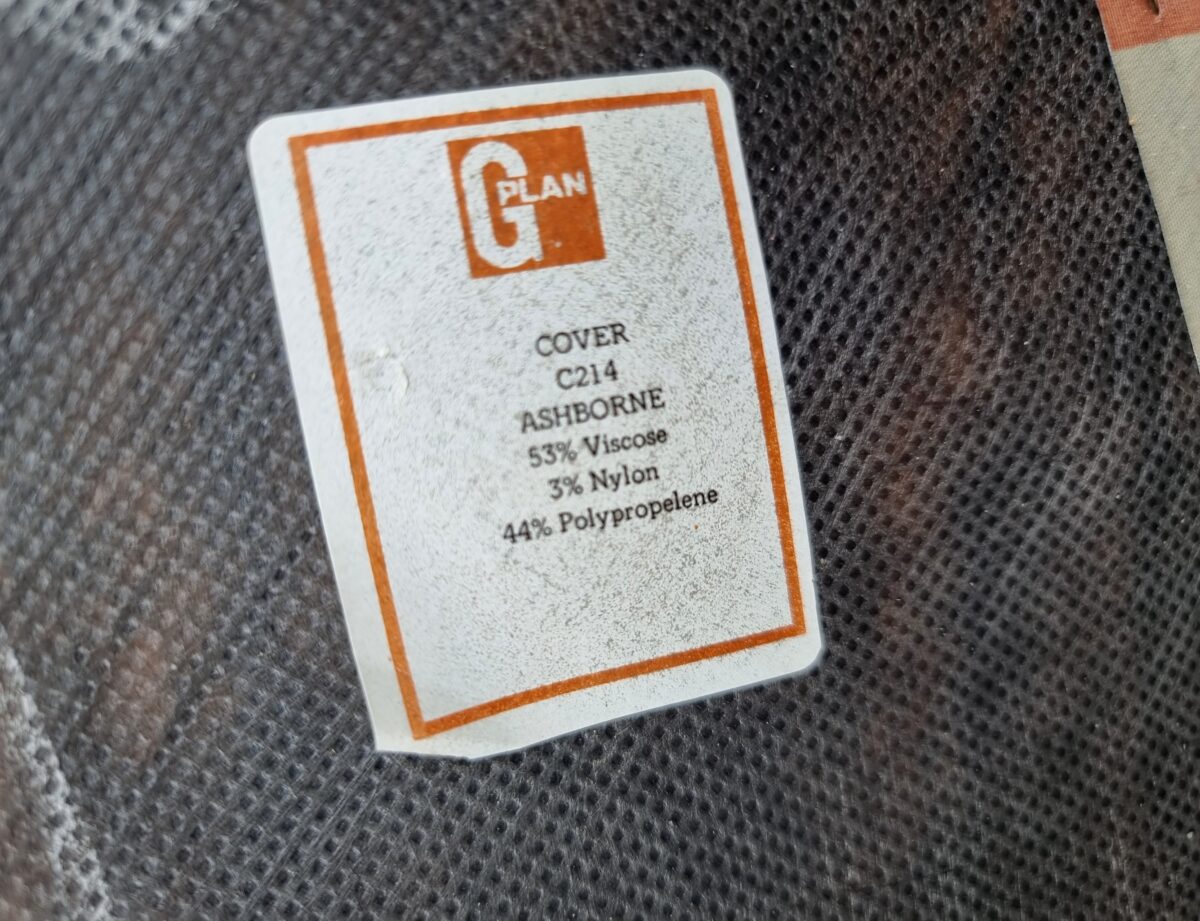 G PLAN
COVER
C214
ASHBORNE
53% Viscose
3% Nylon
44% Polypropelene